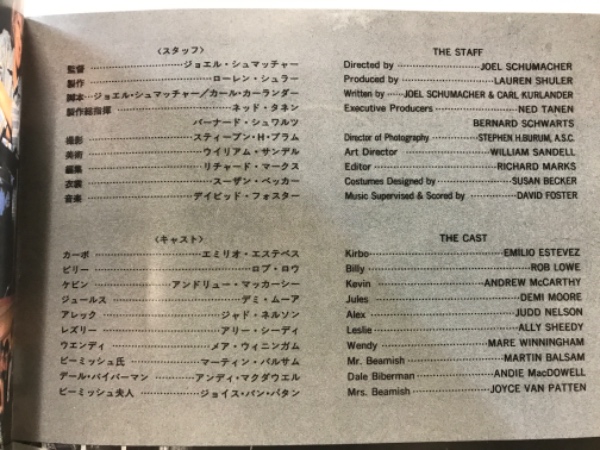 〈スタッフ〉
監督 ジョエル・シュマッチャー
製作 ローレン・シュラー
脚本 ジョエル・シュマッチャー/カール・カーランダー
製作総指揮 ネッド・タネン
バーナード・シュワルツ
撮影 スティーブン・H・ブラム
美術 ウイリアム・サンデル
編集 リチャード・マークス
衣裳 スーザン・ベッカー
音楽 デイビッド・フォスター
〈キャスト〉
カーボ エミリオ・エステベス
ビリー ロブ・ロウ
ケビン アンドリュー・マッカーシー
ジュールス デミ・ムーア
アレック ジャド・ネルソン
レズリー アリー・シーディ
ウエンディ メア・ウィニンガム
ビーミッシュ氏 マーティン・バルサム
デール・バイバーマン アンディ・マクダウエル
ビーミッシュ夫人 ジョイス・バン・パタン
THE STAFF
Directed by JOEL SCHUMACHER
Produced by LAUREN SHULER
Written by JOEL SCHUMACHER & CARL KURLANDER
Executive Producers NED TANEN
BERNARD SCHWARTS
Director of Photography STEPHEN.H.BURUM, A.S.C.
Art Director WILLIAM SANDELL
Editor RICHARD MARKS
Costumes Designed by SUSAN BECKER
Music Supervised & Scored by DAVID FOSTER
THE CAST
Kirbo EMILIO ESTEVEZ
Billy ROB LOWE
Kevin ANDREW McCARTHY
Jules DEMI MOORE
Alex JUDD NELSON
Leslie ALLY SHEEDY
Wendy MARE WINNINGHAM
Mr. Beamish MARTIN BALSAM
Dale Biberman ANDIE MacDOWELL
Mrs. Beamish JOYCE VAN PATTEN